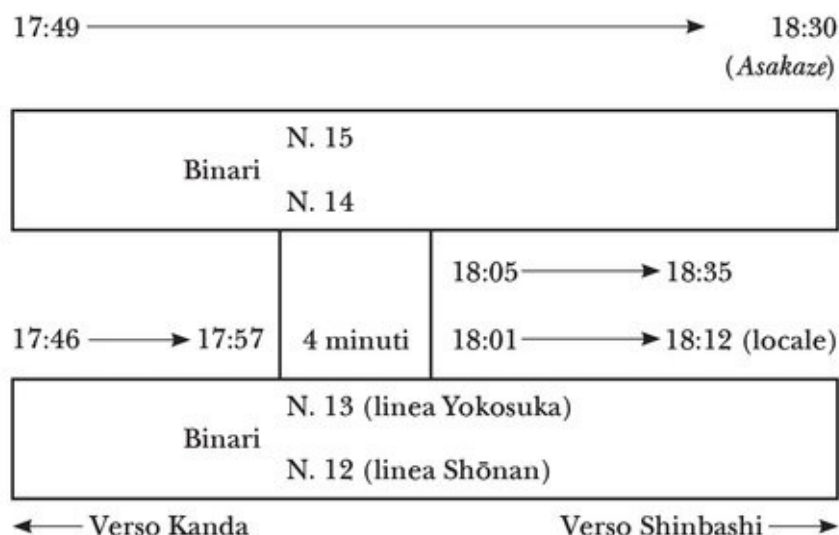 17:49 18:30
(Asakaze)
N. 15
Binari
N. 14
18:05 18:35
17:46 17:57 4 minuti 18:01 18:12 (locale)
N. 13 (linea Yokosuka)
Binari
N. 12 (linea Shōnan)
Verso Kanda Verso Shinbashi